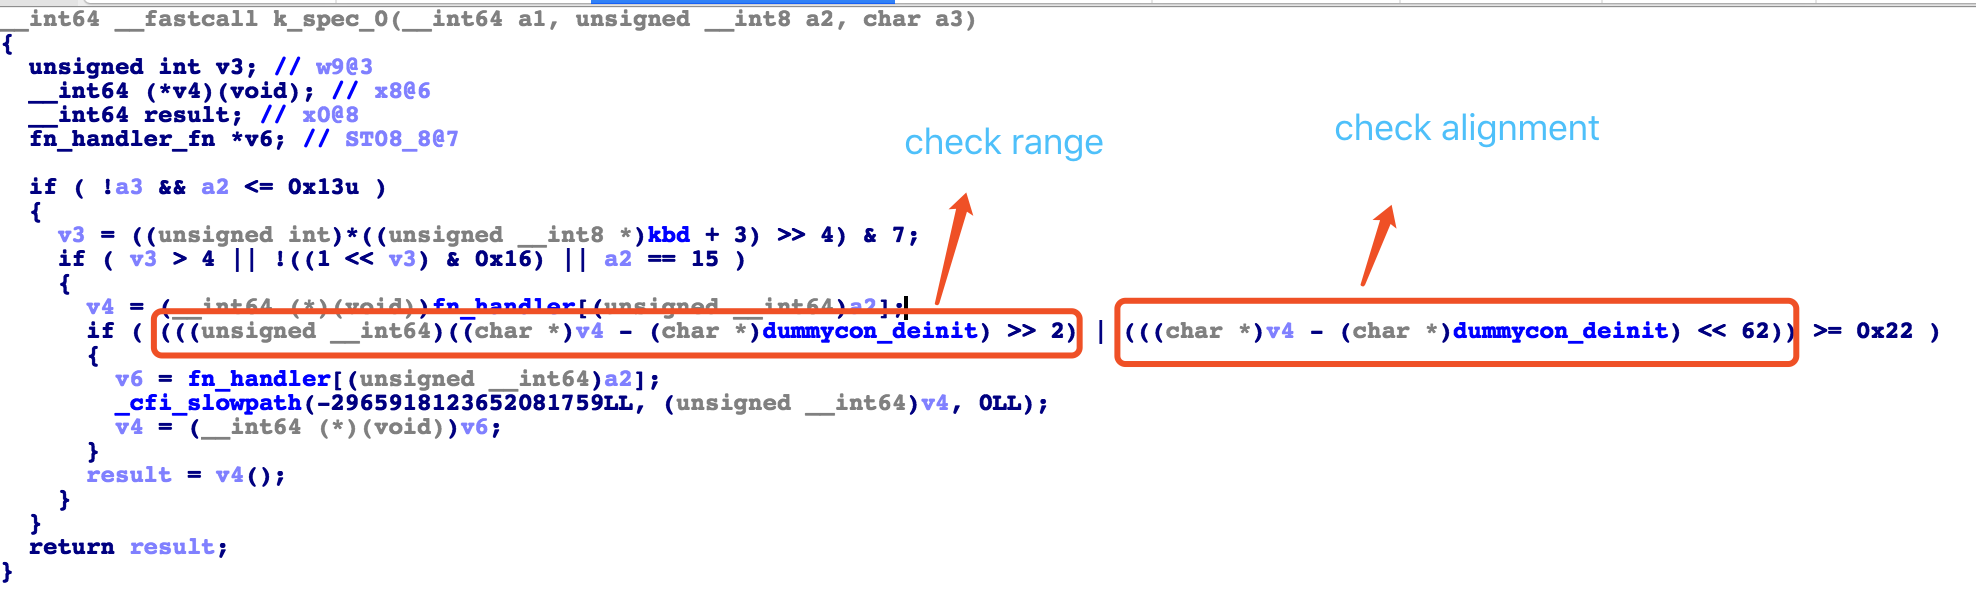 __int64 __fastcall k_spec_0(__int64 a1, unsigned __int8 a2, char a3)
{
unsigned int v3; // w9@3
__int64 (*v4)(void); // x8@6
__int64 result; // x0@8
fn_handler_fn *v6; // ST08_8@7
check range
check alignment
if ( !a3 && a2 <= 0x13u )
{
v3 = ((unsigned int)*((unsigned __int8 *)kbd + 3) >> 4) & 7;
if ( v3 > 4 || !((1 << v3) & 0x16) || a2 == 15 )
{
v4 = (__int64 (*)(void))fn_handler[(unsigned __int64)a2];
if ( (((unsigned __int64)((char *)v4 - (char *)dummycon_deinit) >> 2) | (((char *)v4 - (char *)dummycon_deinit) << 62)) >= 0x22 )
{
v6 = fn_handler[(unsigned __int64)a2];
_cfi_slowpath(-2965918123652081759LL, (unsigned __int64)v4, 0LL);
v4 = (__int64 (*)(void))v6;
}
result = v4();
}
}
return result;
}